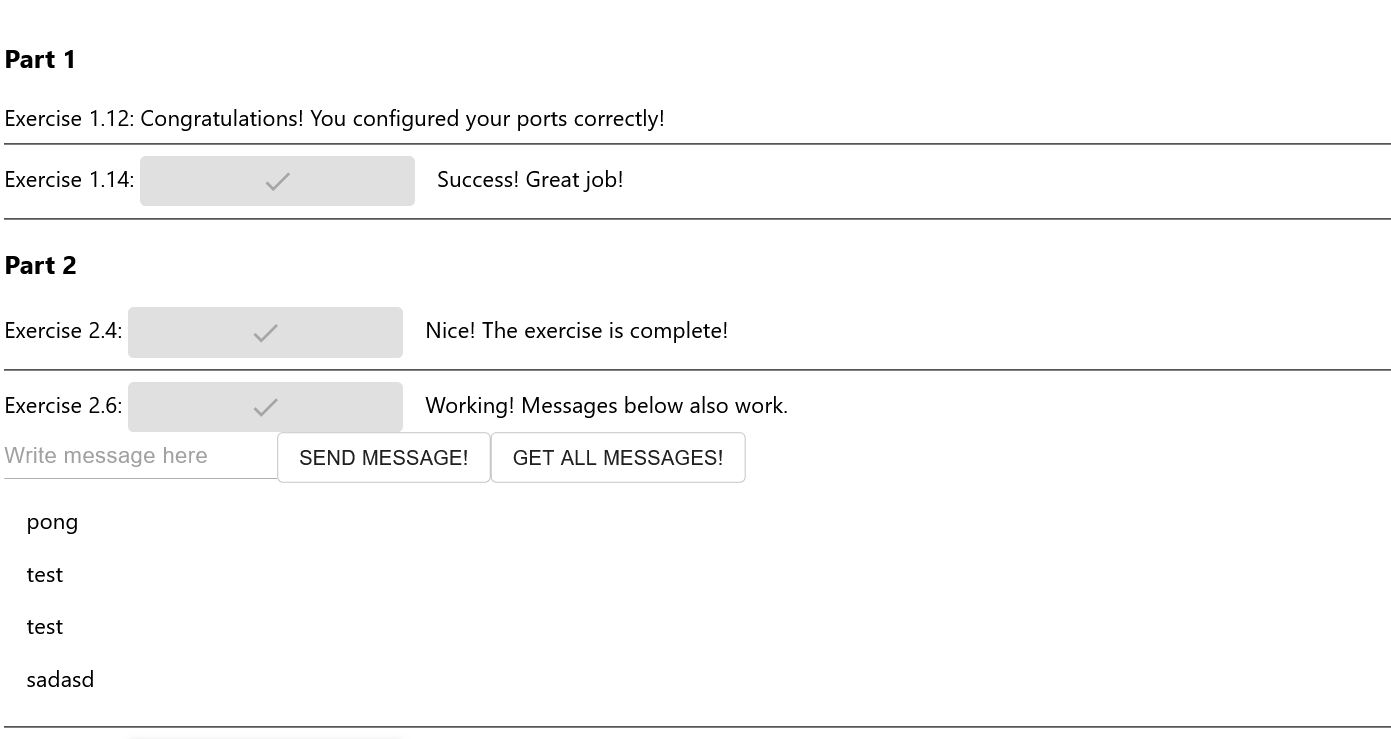 Part 1
Exercise 1.12: Congratulations! You configured your ports correctly!
Exercise 1.14: Success! Great job!
Part 2
Exercise 2.4: Nice! The exercise is complete!
Exercise 2.6: Working! Messages below also work.
Write message here SEND MESSAGE! GET ALL MESSAGES!
pong
test
test
sadasd